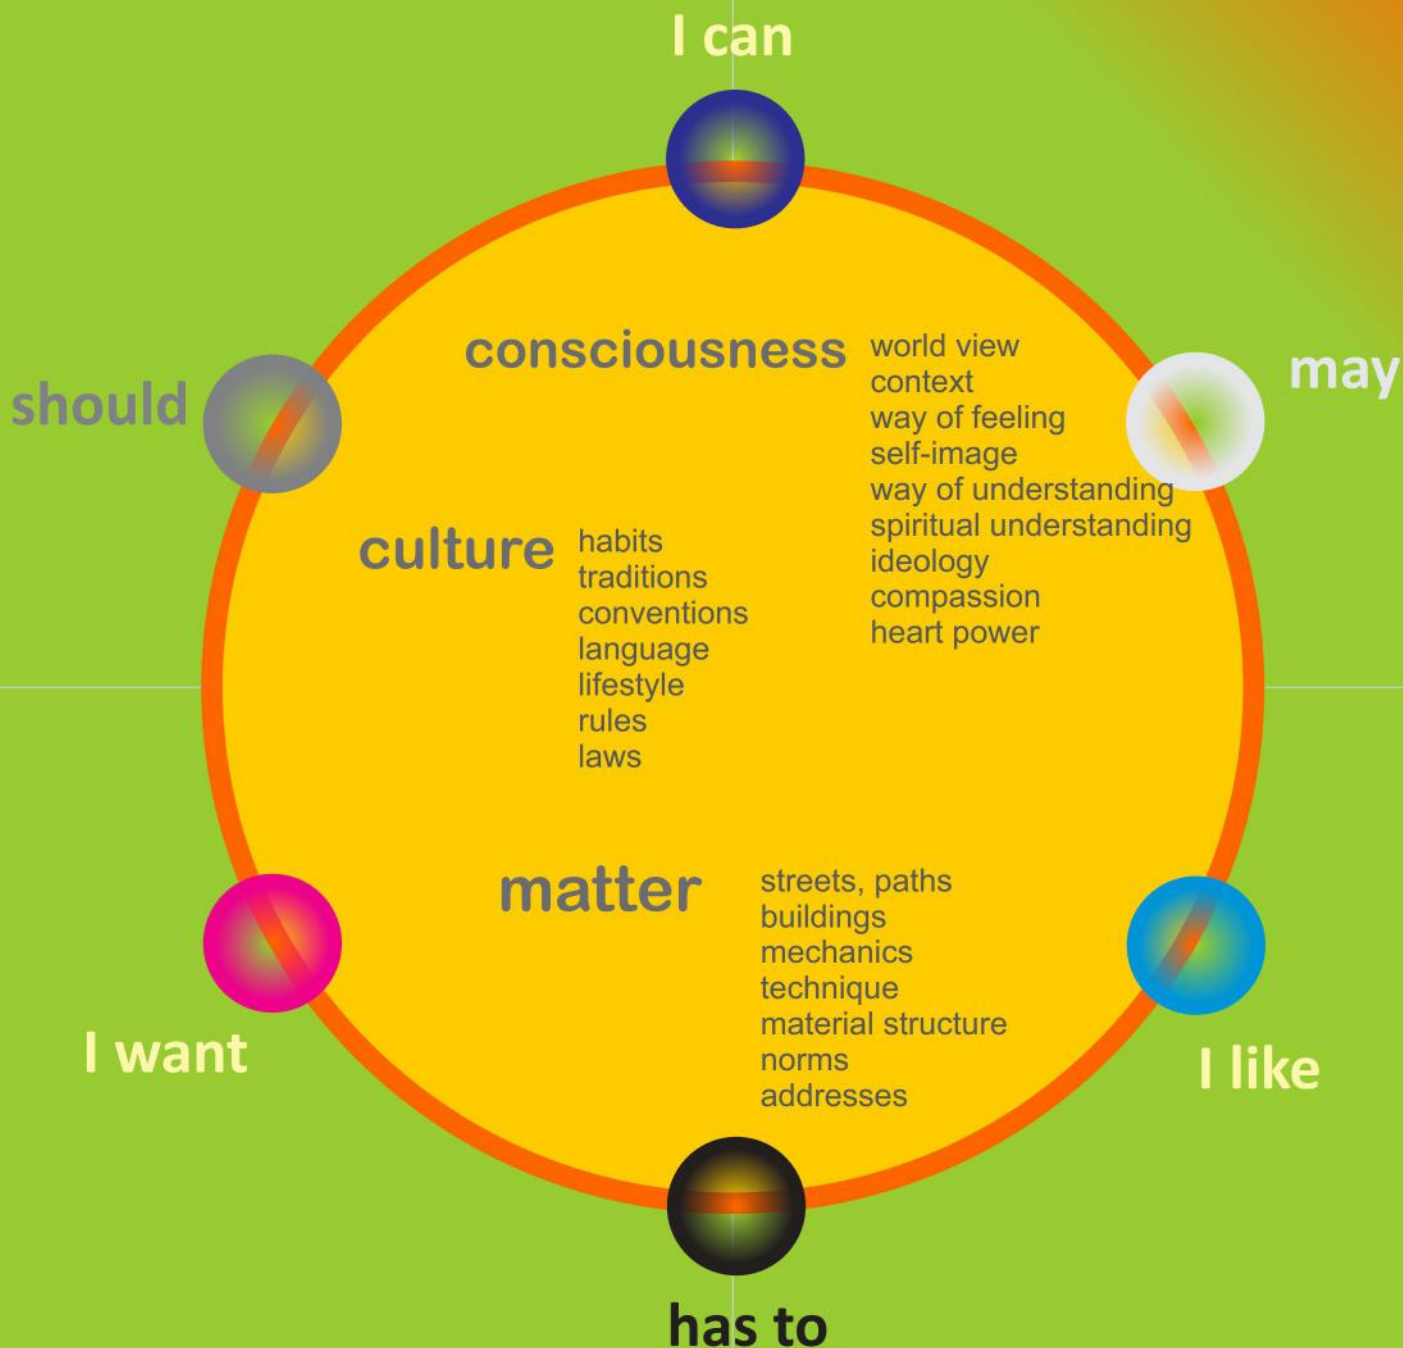 I can
consciousness
world view
context
way of feeling
self-image
way of understanding
spiritual understanding
ideology
compassion
heart power
may
should
culture
habits
traditions
conventions
language
lifestyle
rules
laws
matter
streets, paths
buildings
mechanics
technique
material structure
norms
addresses
I want
I like
has to